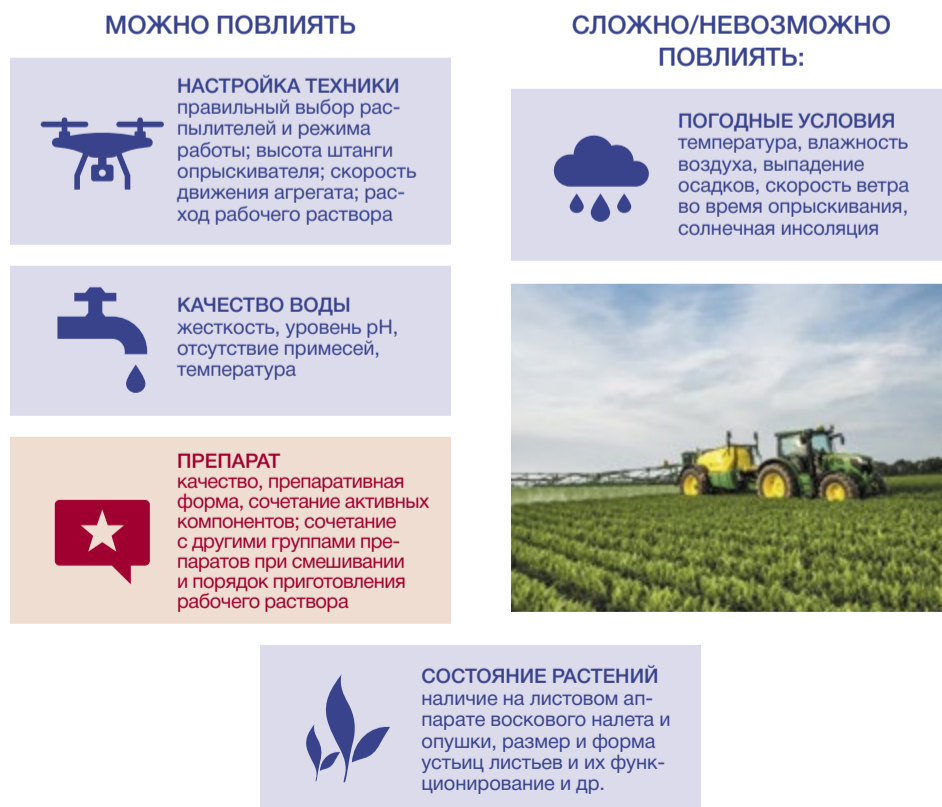 МОЖНО ПОВЛИЯТЬ
НАСТРОЙКА ТЕХНИКИ
правильный выбор рас-
пылителей и режима
работы; высота штанги
опрыскивателя; скорость
движения агрегата; рас-
ход рабочего раствора
КАЧЕСТВО ВОДЫ
жесткость, уровень pH,
отсутствие примесей,
температура
ПРЕПАРАТ
качество, препаративная
форма, сочетание активных
компонентов; сочетание
с другими группами пре-
паратов при смешивании
и порядок приготовления
рабочего раствора
СЛОЖНО/НЕВОЗМОЖНО
ПОВЛИЯТЬ:
ПОГОДНЫЕ УСЛОВИЯ
температура, влажность
воздуха, выпадение
осадков, скорость ветра
во время опрыскивания,
солнечная инсоляция
СОСТОЯНИЕ РАСТЕНИЙ
наличие на листовом ап-
парате воскового налета и
опушки, размер и форма
устьиц листьев и их функ-
ционирование и др.